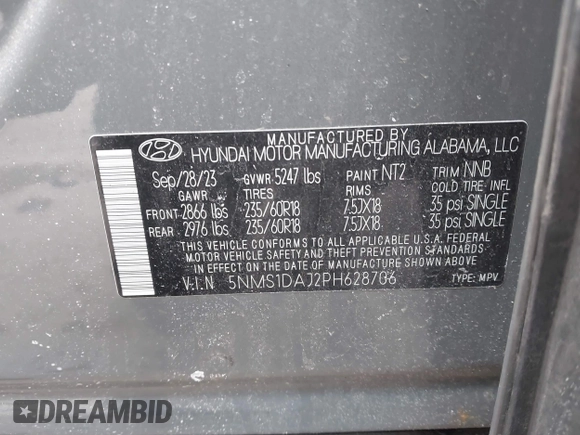 MANUFACTURED BY
HYUNDAI MOTOR MANUFACTURING ALABAMA, LLC
Sep/28/23 GVWR 5247 lbs PAINT NT2 TRIM NNB
GAWR TIRES RIMS COLD TIRE INFL
FRONT 2866 lbs 235/60R18 7.5JX18 35 psi SINGLE
REAR 2976 lbs 235/60R18 7.5JX18 35 psi SINGLE
THIS VEHICLE CONFORMS TO ALL APPLICABLE U.S.A. FEDERAL
MOTOR VEHICLE SAFETY AND THEFT PREVENTION STANDARDS
IN EFFECT ON THE DATE OF MANUFACTURE SHOWN ABOVE.
V.I.N 5NMS1DAJ2PH628706 TYPE: MPV
DREAMBID